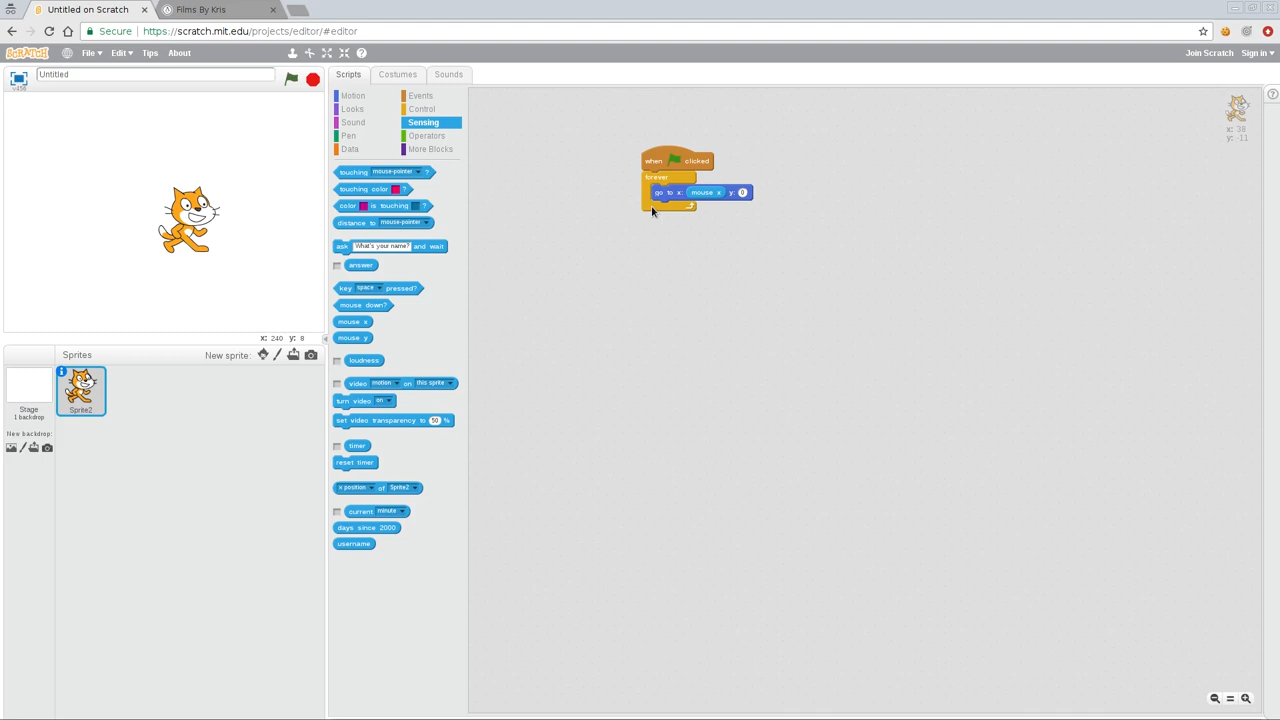 Untitled on Scratch
Films By Kris
Secure https://scratch.mit.edu/projects/editor/#editor
SCRATCH File Edit Tips About Join Scratch Sign in
Untitled
Scripts Costumes Sounds
Motion Events
Looks Control
Sound Sensing
Pen Operators
Data More Blocks
x: 38
y: -11
when clicked
forever
go to x: mouse x y: 0
touching mouse-pointer ?
touching color ?
color is touching ?
distance to mouse-pointer
ask What's your name? and wait
answer
key space pressed?
mouse down?
mouse x
mouse y
loudness
video motion on this sprite
turn video on
set video transparency to 50 %
timer
reset timer
x position of Sprite2
current minute
days since 2000
username
x: 240 y: 8
Sprites New sprite:
Sprite2
Stage
1 backdrop
New backdrop: